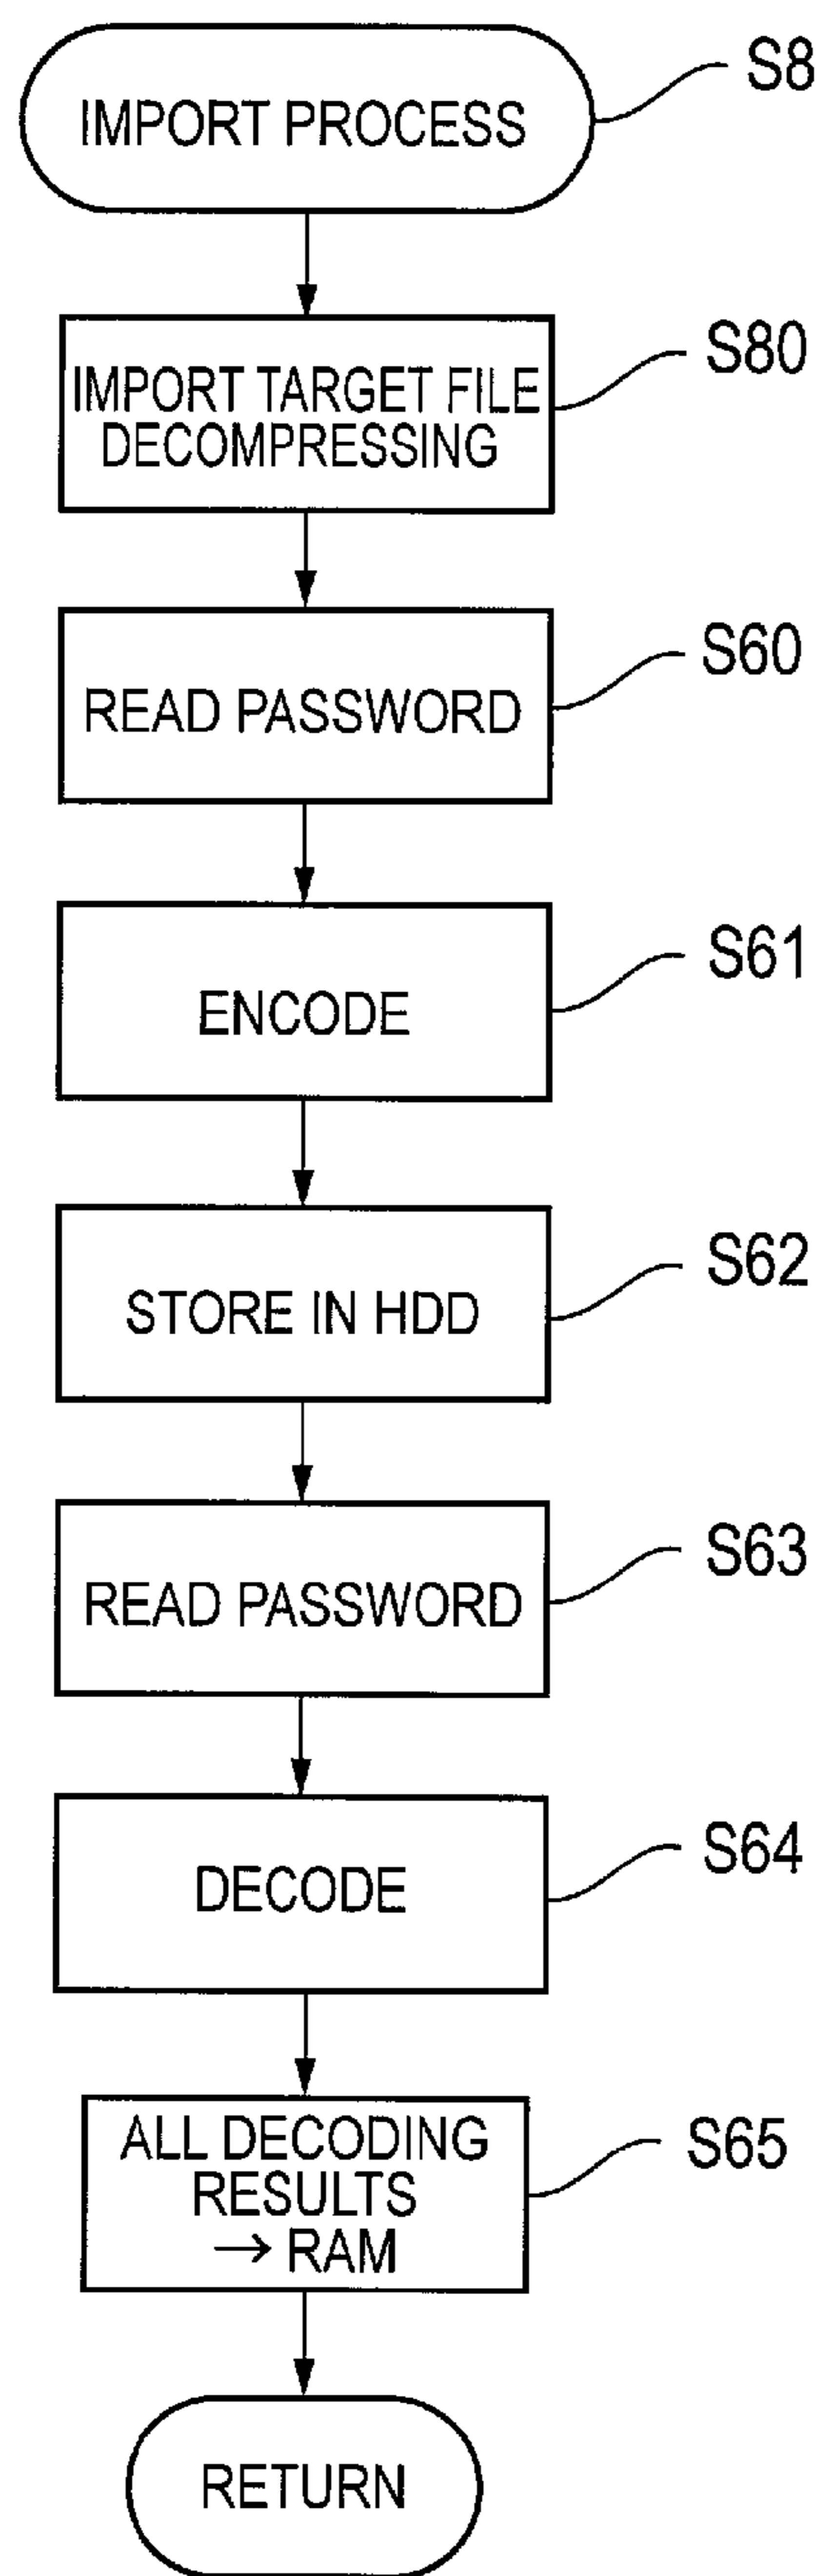 IMPORT PROCESS
S8
IMPORT TARGET FILE
DECOMPRESSING
S80
READ PASSWORD
S60
ENCODE
S61
STORE IN HDD
S62
READ PASSWORD
S63
DECODE
S64
ALL DECODING
RESULTS
→ RAM
S65
RETURN